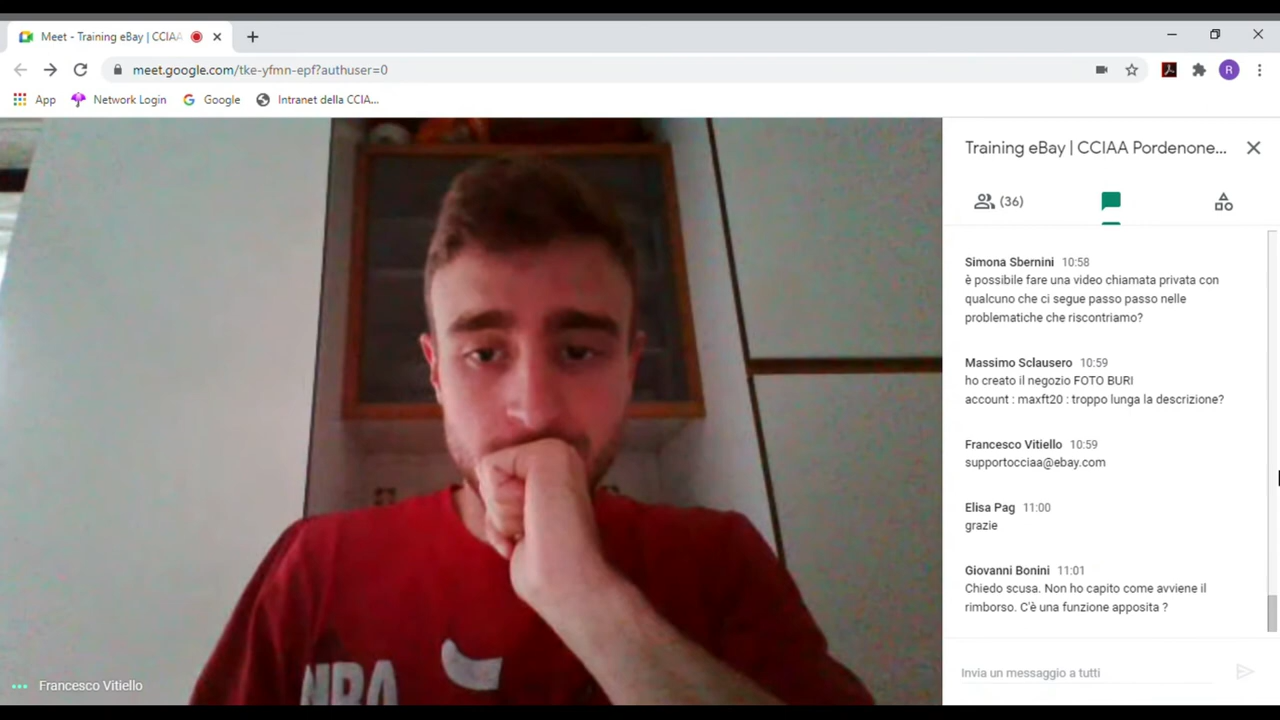 Meet - Training eBay | CCIAA
meet.google.com/tke-yfmn-epf?authuser=0
R
App
Network Login
Google
Intranet della CCIA...
Training eBay | CCIAA Pordenone...
(36)
Simona Sbernini 10:58
è possibile fare una video chiamata privata con
qualcuno che ci segue passo passo nelle
problematiche che riscontriamo?
Massimo Sclausero 10:59
ho creato il negozio FOTO BURI
account : maxft20 : troppo lunga la descrizione?
Francesco Vitiello 10:59
supportocciaa@ebay.com
Elisa Pag 11:00
grazie
Giovanni Bonini 11:01
Chiedo scusa. Non ho capito come avviene il
rimborso. C'è una funzione apposita ?
Invia un messaggio a tutti
Francesco Vitiello